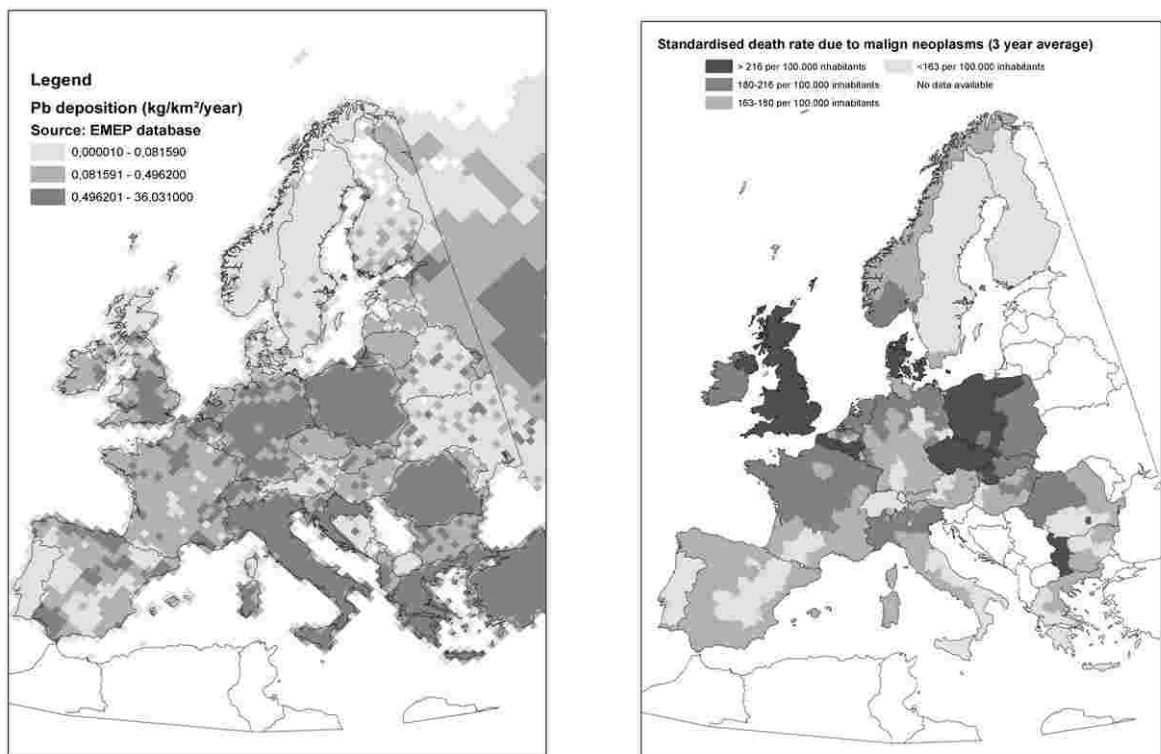 Legend
Pb deposition (kg/km²/year)
Source: EMEP database
0,000010 - 0,081590
0,081591 - 0,496200
0,496201 - 36,031000
Standardised death rate due to malign neoplasms (3 year average)
> 216 per 100.000 inhabitants
<163 per 100.000 inhabitants
180-216 per 100.000 inhabitants
No data available
163-180 per 100.000 inhabitants